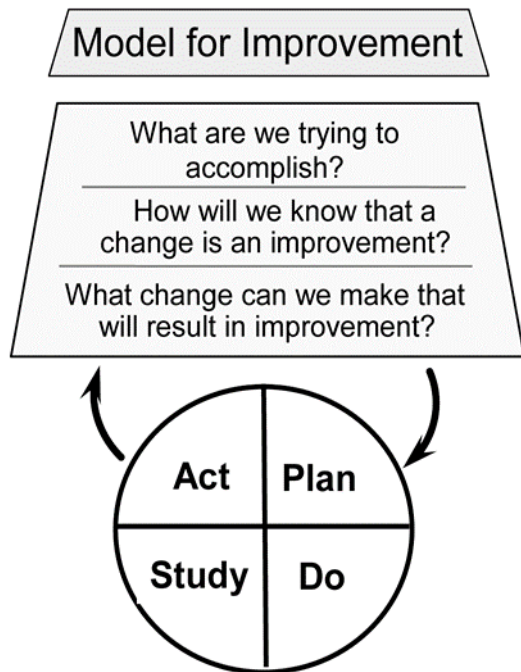 Model for Improvement
What are we trying to
accomplish?
How will we know that a
change is an improvement?
What change can we make that
will result in improvement?
Act
Plan
Study
Do